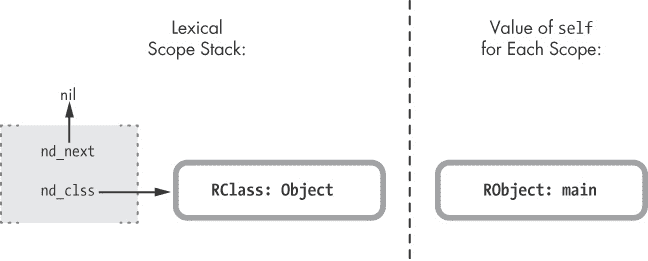 Lexical
Scope Stack:
Value of self
for Each Scope:
nil
nd_next
nd_clss
RClass: Object
RObject: main